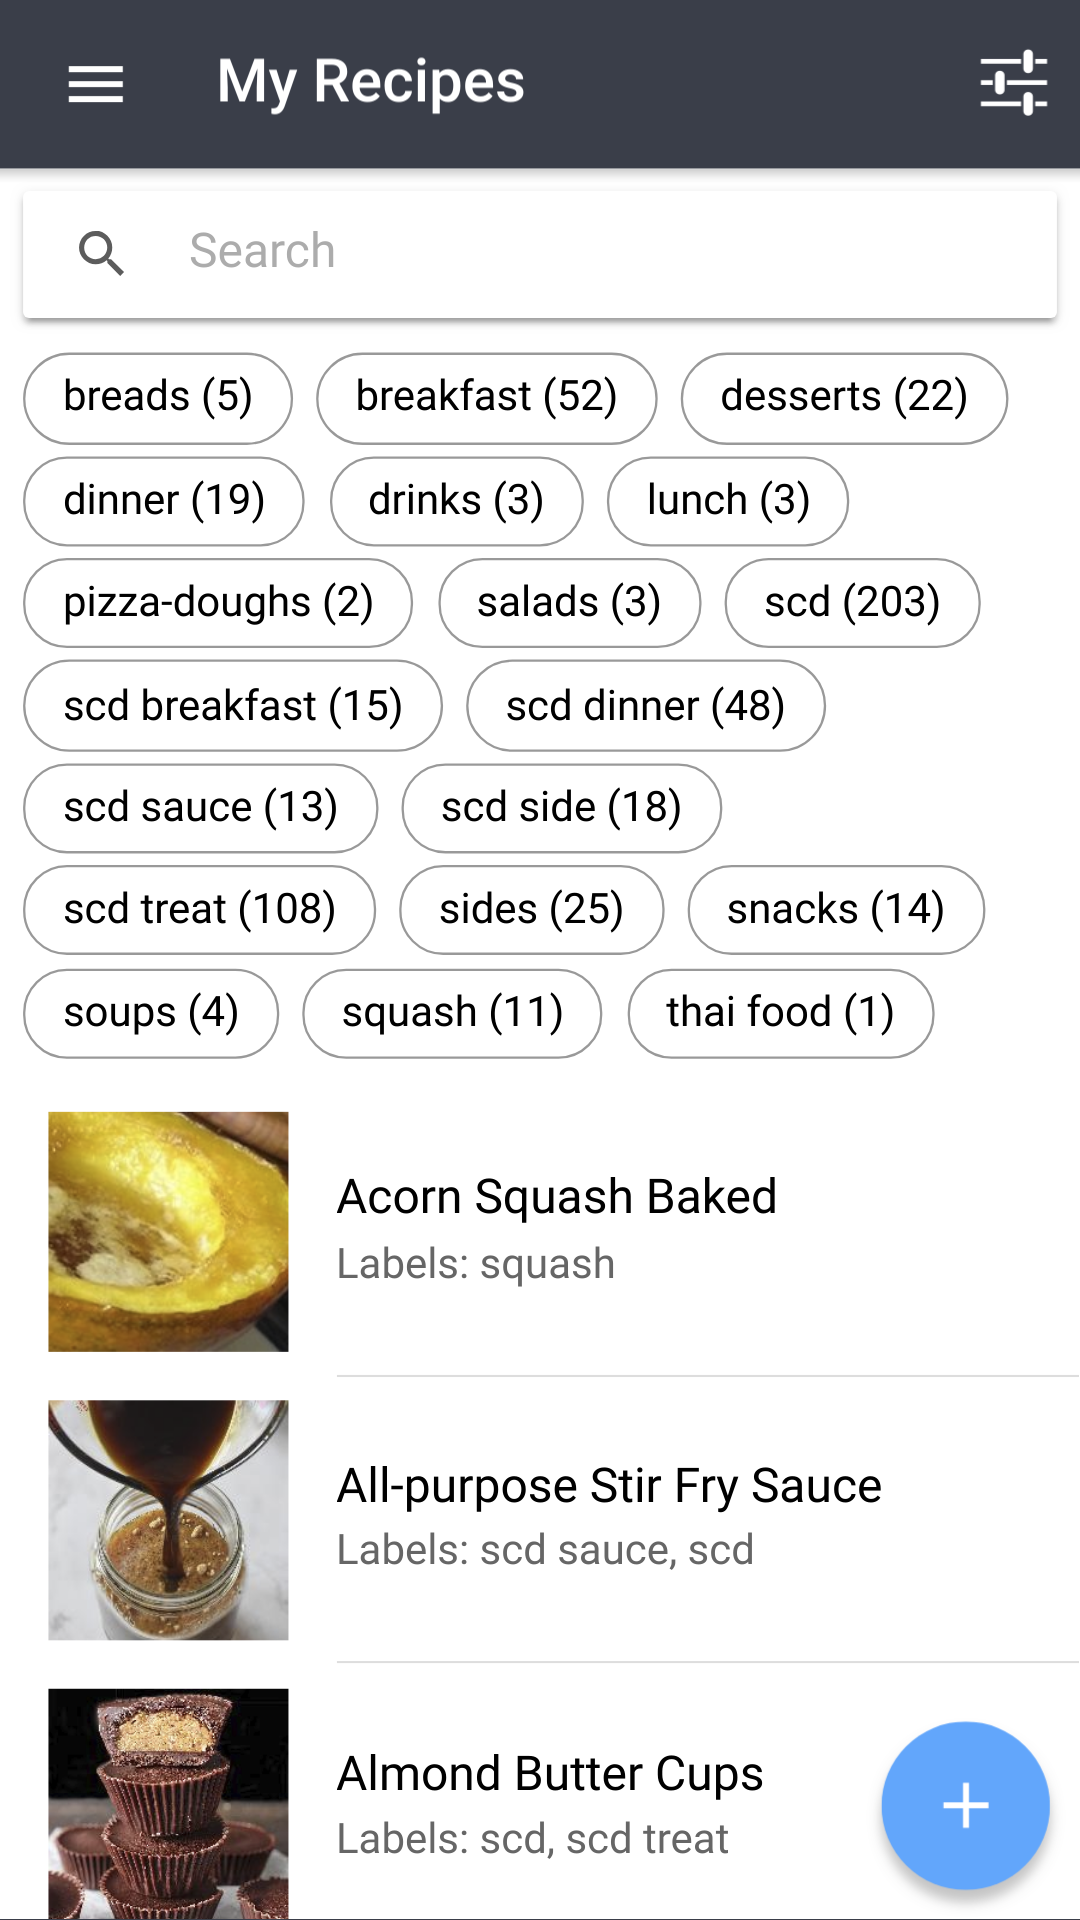 My Recipes
Search
breads (5) breakfast (52) desserts (22)
dinner (19) drinks (3) lunch (3)
pizza-doughs (2) salads (3) scd (203)
scd breakfast (15) scd dinner (48)
scd sauce (13) scd side (18)
scd treat (108) sides (25) snacks (14)
soups (4) squash (11) thai food (1)
Acorn Squash Baked
Labels: squash
All-purpose Stir Fry Sauce
Labels: scd sauce, scd
Almond Butter Cups
Labels: scd, scd treat